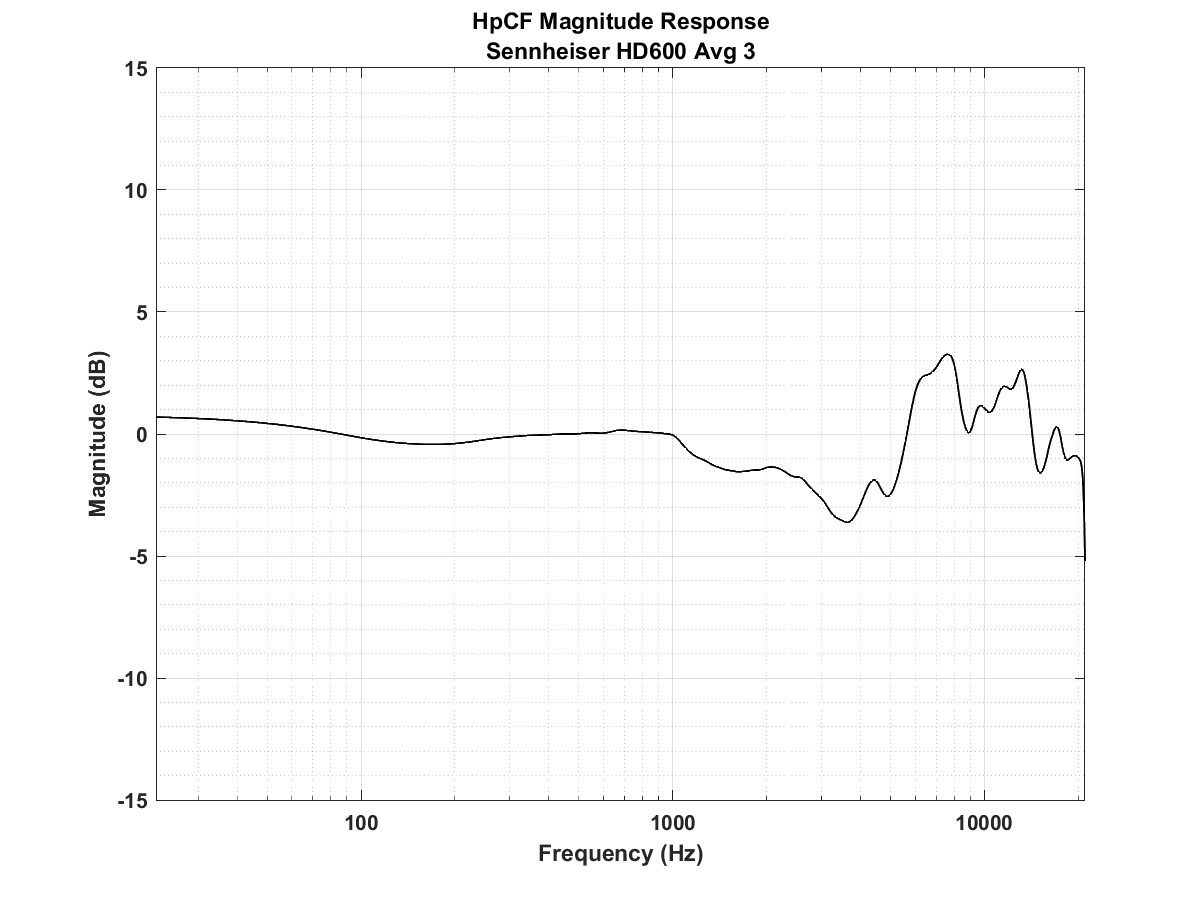 HpCF Magnitude Response
Sennheiser HD600 Avg 3
15
10
5
0
-5
-10
-15
Magnitude (dB)
100
1000
10000
Frequency (Hz)